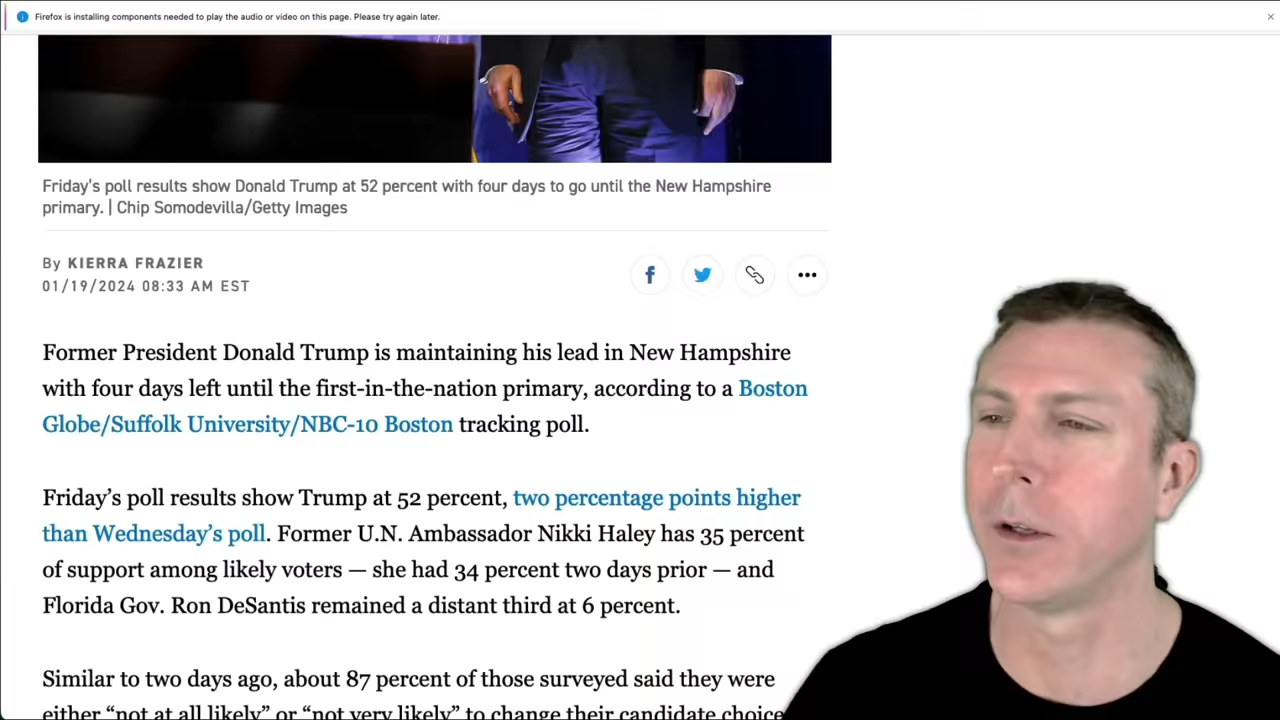 Firefox is installing components needed to play the audio or video on this page. Please try again later.
Friday's poll results show Donald Trump at 52 percent with four days to go until the New Hampshire
primary. | Chip Somodevilla/Getty Images
By KIERRA FRAZIER
01/19/2024 08:33 AM EST
Former President Donald Trump is maintaining his lead in New Hampshire
with four days left until the first-in-the-nation primary, according to a Boston
Globe/Suffolk University/NBC-10 Boston tracking poll.
Friday's poll results show Trump at 52 percent, two percentage points higher
than Wednesday's poll. Former U.N. Ambassador Nikki Haley has 35 percent
of support among likely voters — she had 34 percent two days prior — and
Florida Gov. Ron DeSantis remained a distant third at 6 percent.
Similar to two days ago, about 87 percent of those surveyed said they were
either “not at all likely” or “not very likely” to change their candidate choice